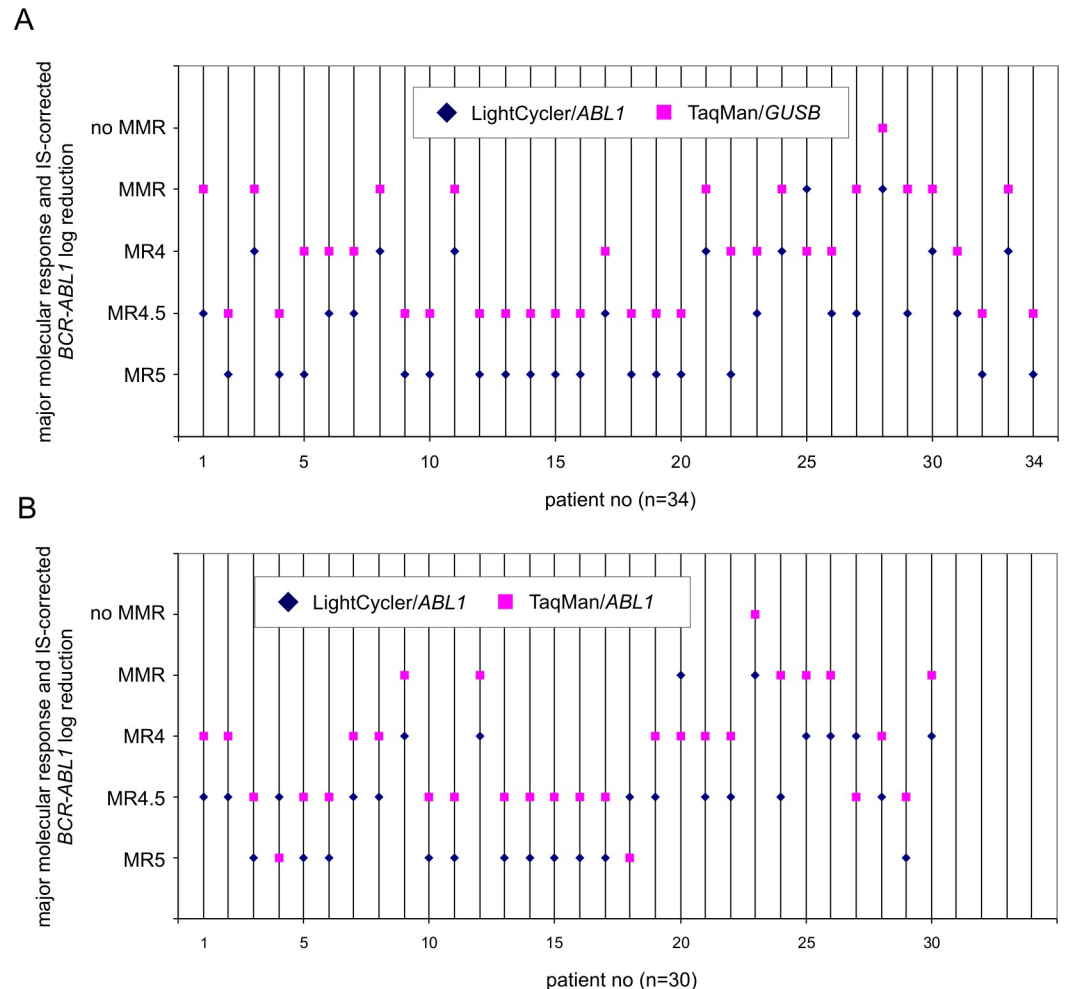 A
major molecular response and IS-corrected
BCR-ABL1 log reduction
LightCycler/ABL1 TaqMan/GUSB
no MMR
MMR
MR4
MR4.5
MR5
1 5 10 15 20 25 30 34
patient no (n=34)
B
major molecular response and IS-corrected
BCR-ABL1 log reduction
LightCycler/ABL1 TaqMan/ABL1
no MMR
MMR
MR4
MR4.5
MR5
1 5 10 15 20 25 30
patient no (n=30)